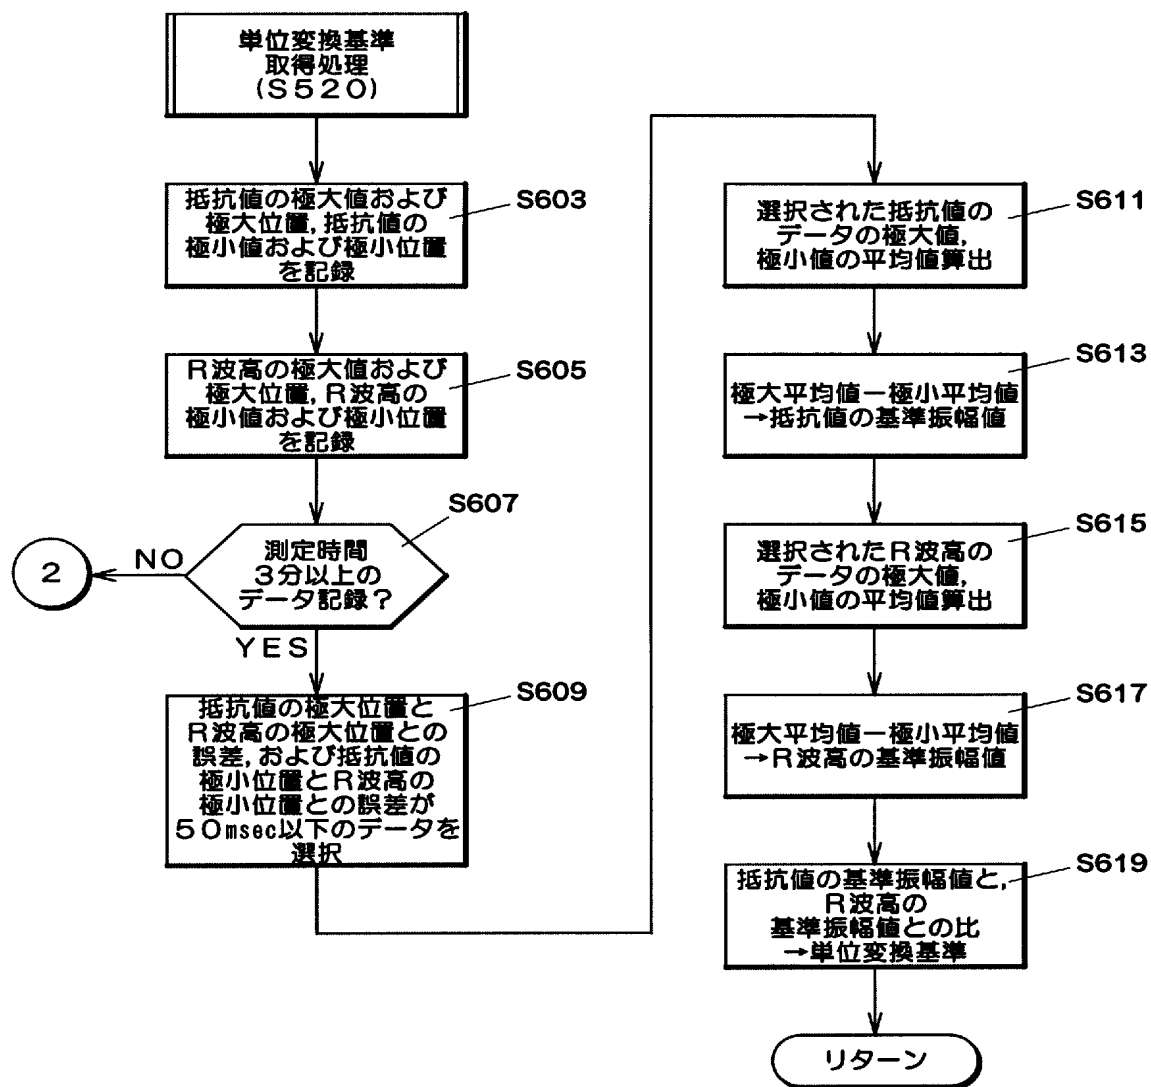 単位変換基準
取得処理
(S520)
抵抗値の極大値および
極大位置,抵抗値の
極小値および極小位置
を記録
S603
R波高の極大値および
極大位置,R波高の
極小値および極小位置
を記録
S605
S607
測定時間
3分以上の
データ記録?
NO
2
YES
S609
抵抗値の極大位置と
R波高の極大位置との
誤差,および抵抗値の
極小位置とR波高の
極小位置との誤差が
50msec以下のデータを
選択
S611
選択された抵抗値の
データの極大値,
極小値の平均値算出
S613
極大平均値-極小平均値
→抵抗値の基準振幅値
S615
選択されたR波高の
データの極大値,
極小値の平均値算出
S617
極大平均値-極小平均値
→R波高の基準振幅値
S619
抵抗値の基準振幅値と,
R波高の
基準振幅値との比
→単位変換基準
リターン